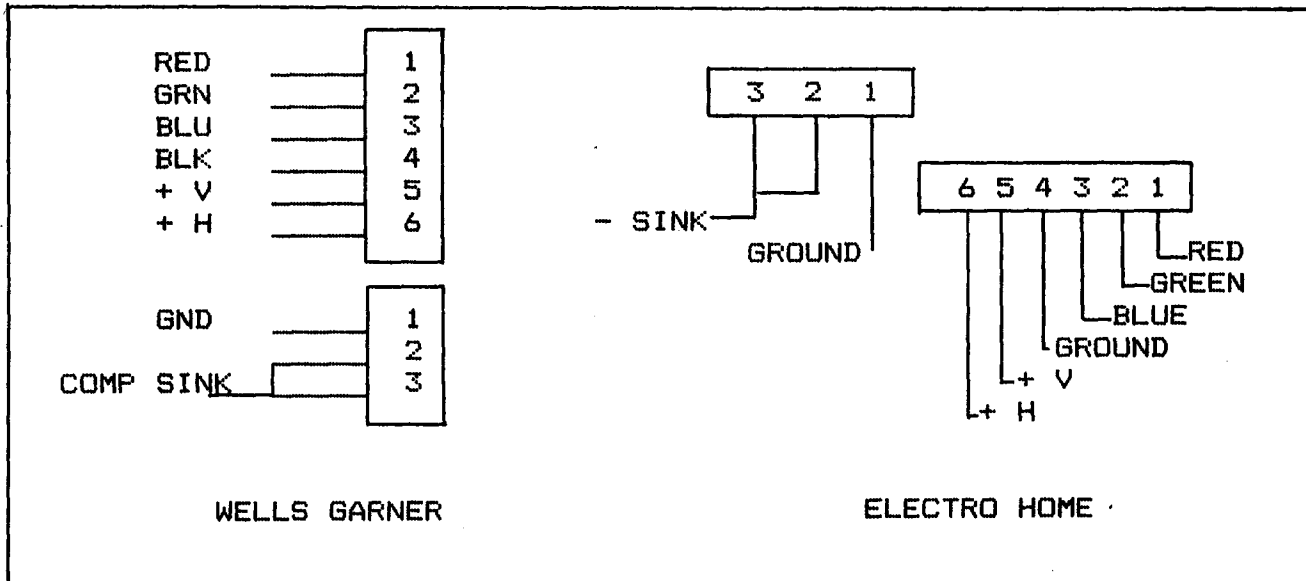 RED 1
GRN 2
BLU 3
BLK 4
+ V 5
+ H 6
GND 1
2
COMP SINK 3
WELLS GARNER
3 2 1
- SINK
GROUND
6 5 4 3 2 1
RED
GREEN
BLUE
GROUND
+ V
+ H
ELECTRO HOME